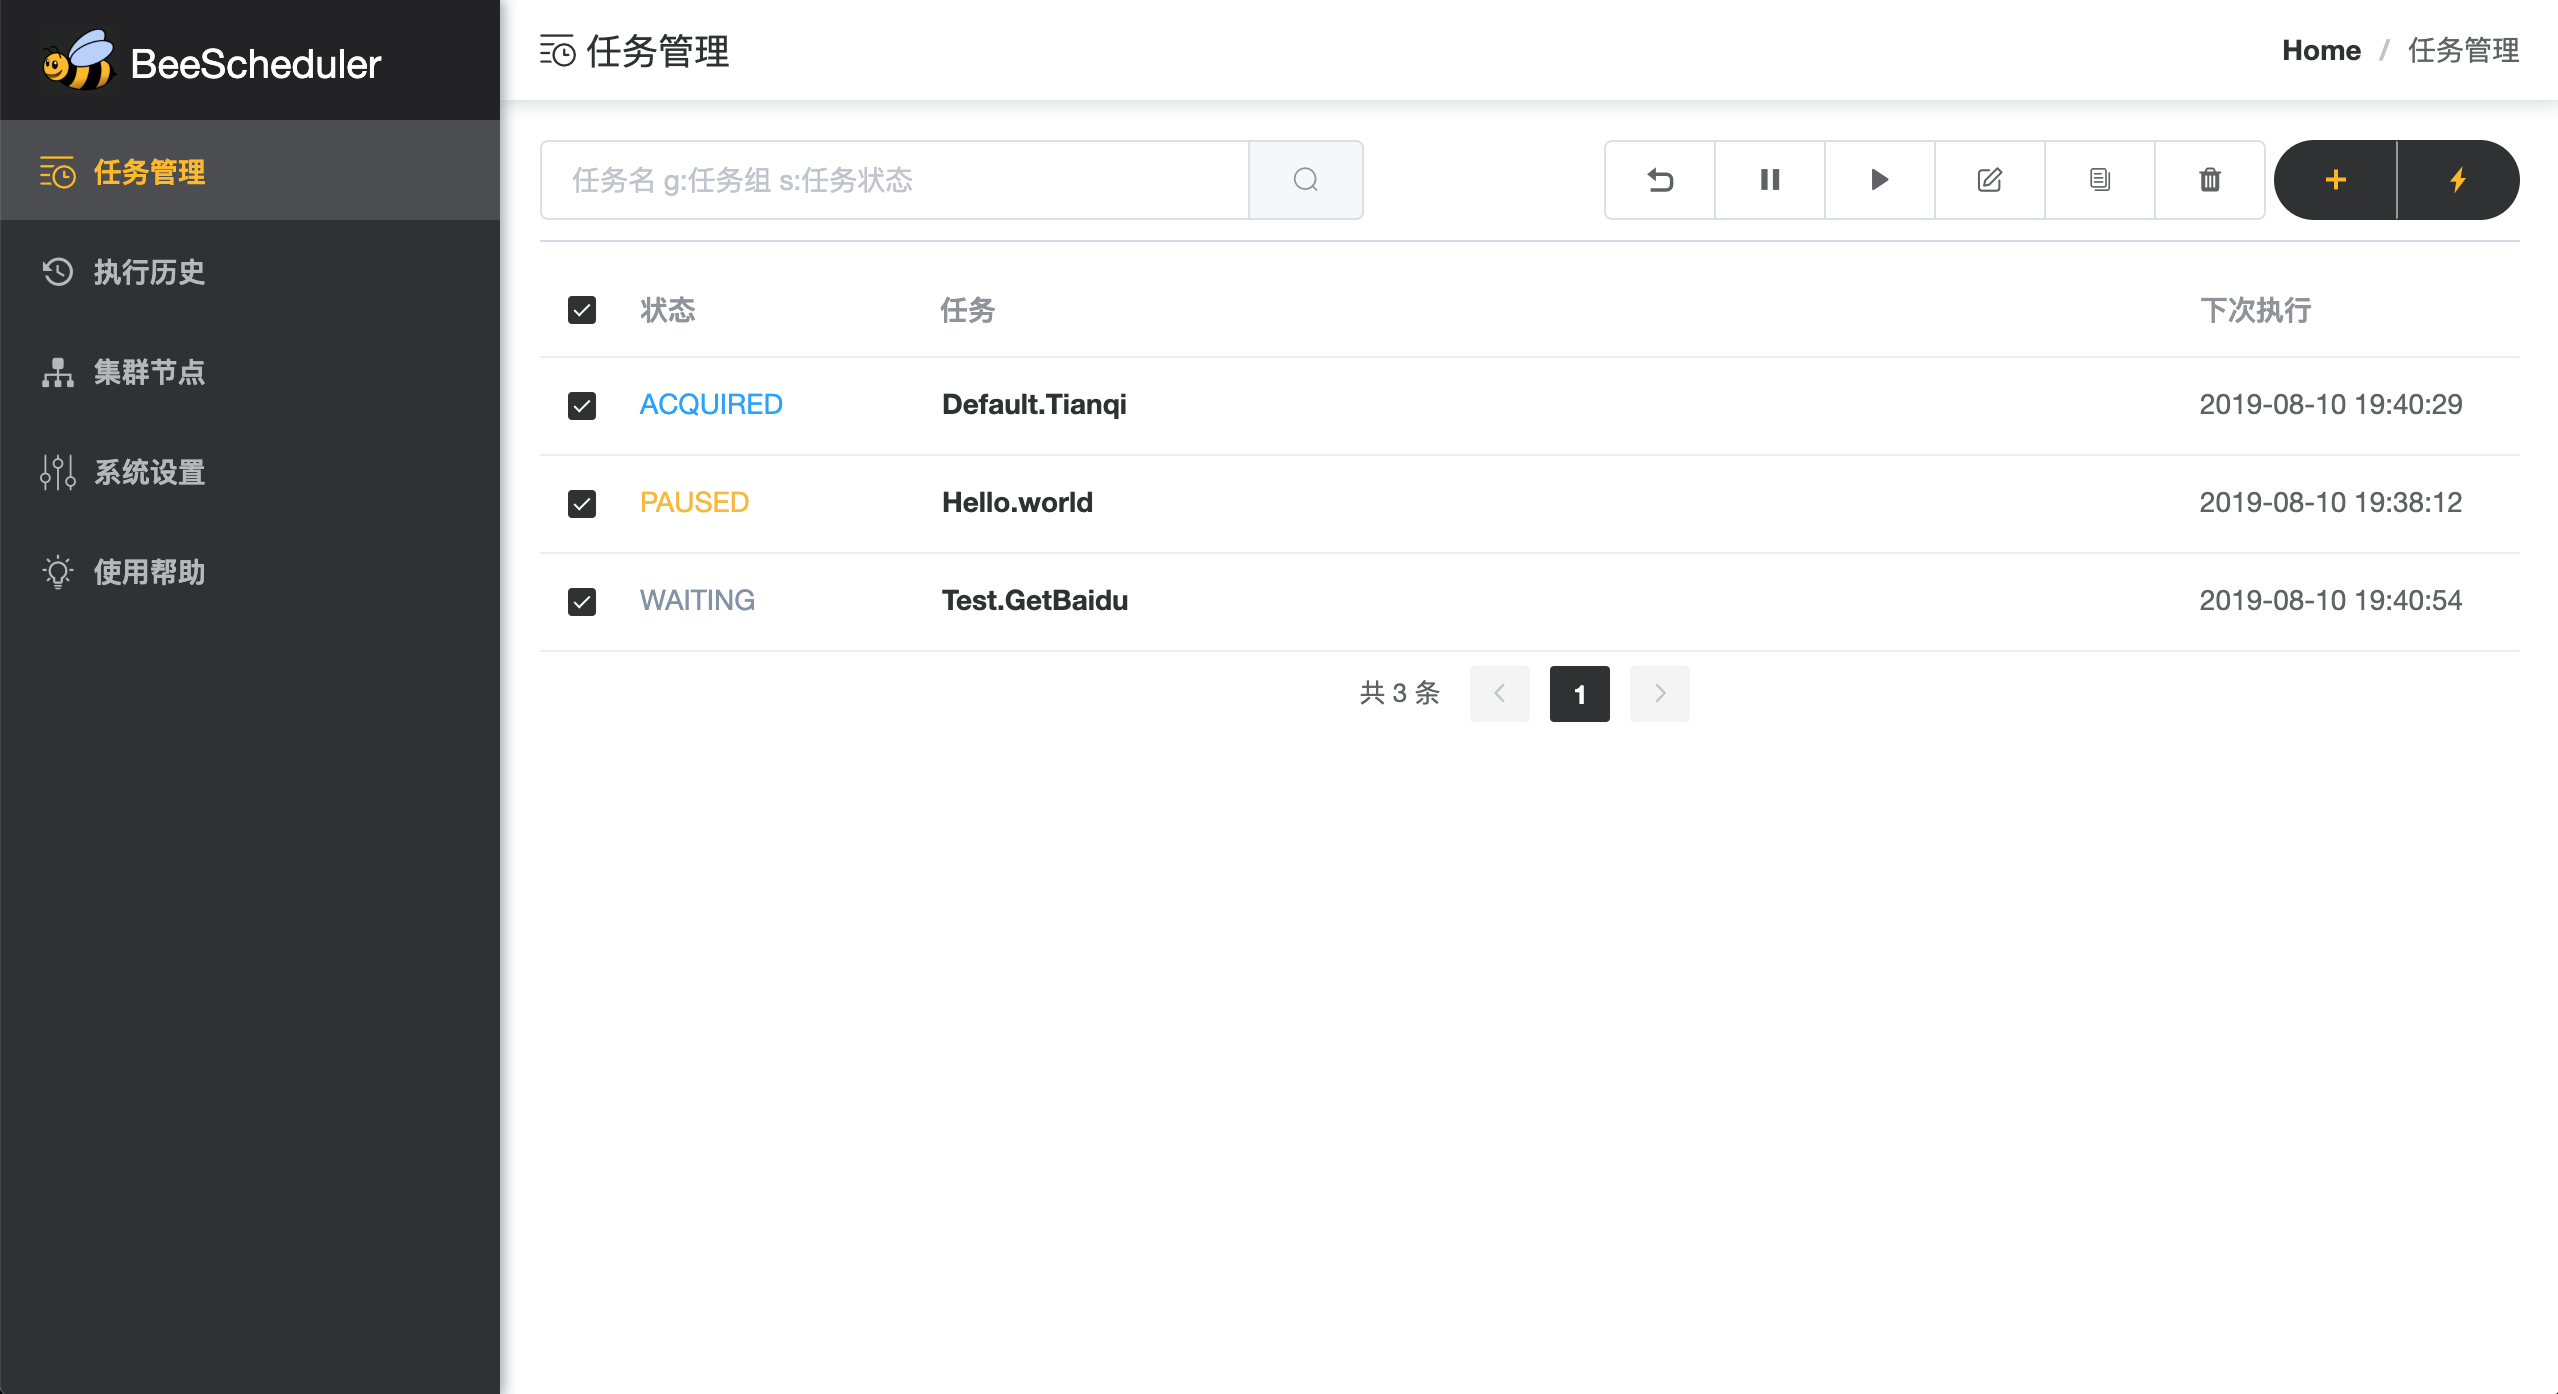 BeeScheduler
任务管理
执行历史
集群节点
系统设置
使用帮助
任务管理
Home / 任务管理
任务名 g:任务组 s:任务状态
状态 任务 下次执行
ACQUIRED Default.Tianqi 2019-08-10 19:40:29
PAUSED Hello.world 2019-08-10 19:38:12
WAITING Test.GetBaidu 2019-08-10 19:40:54
共 3 条 1